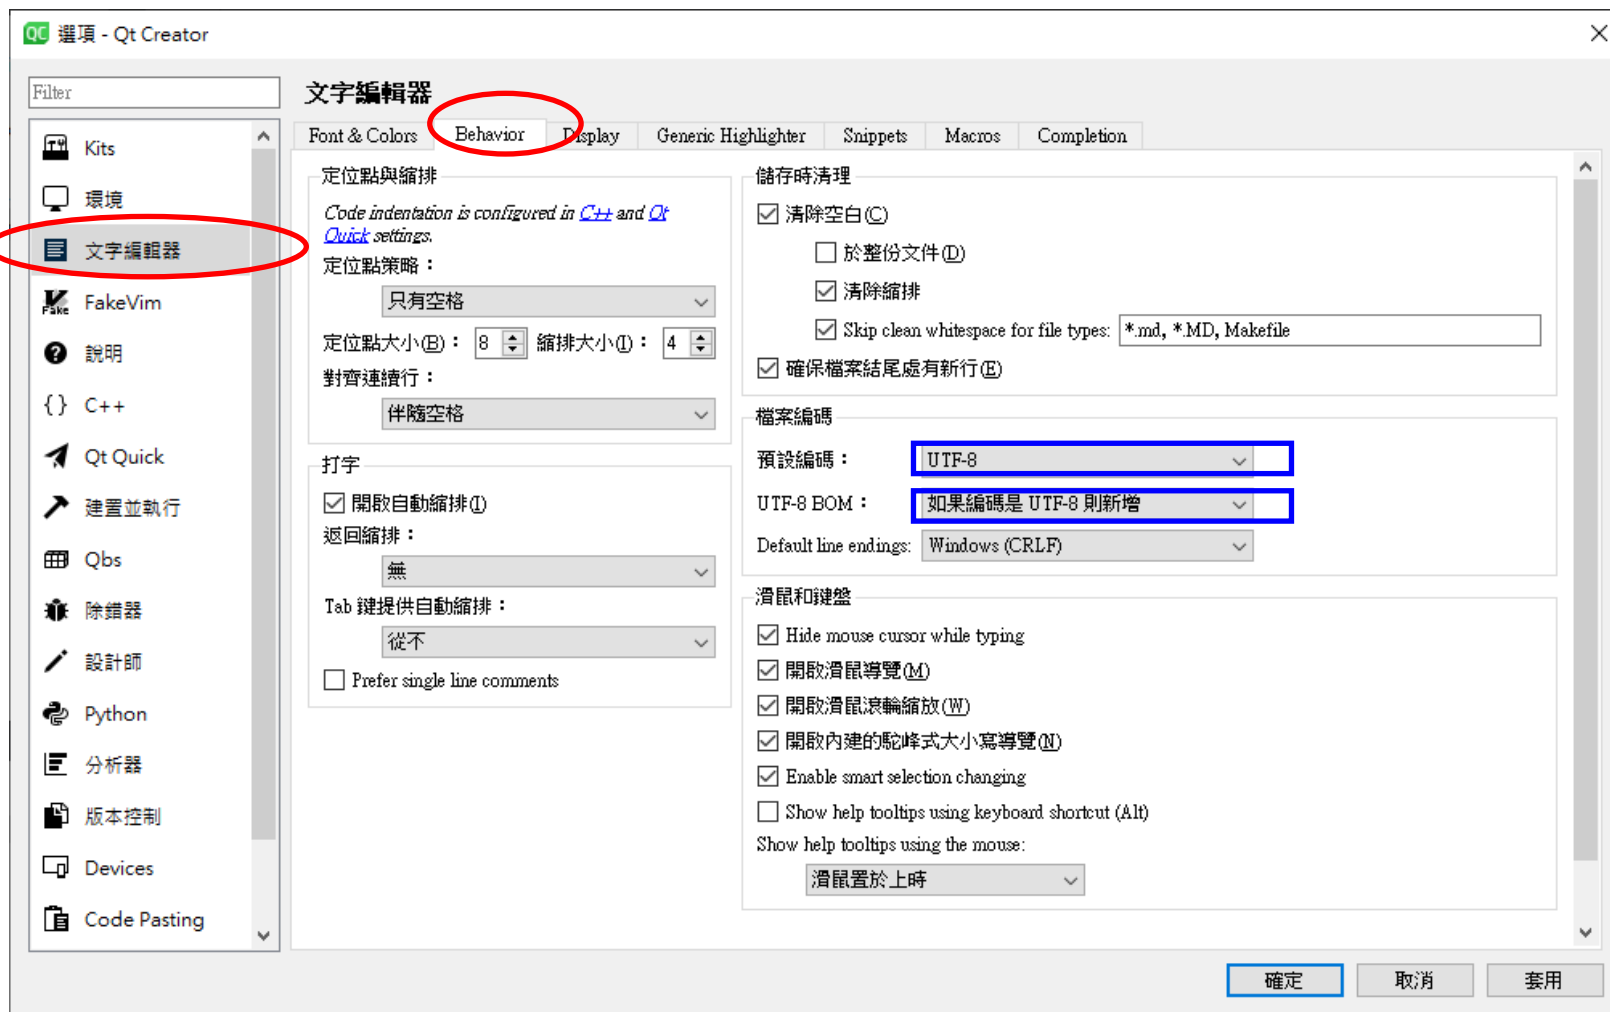 選項 - Qt Creator
Filter
Kits
環境
文字編輯器
FakeVim
說明
C++
Qt Quick
建置並執行
Qbs
除錯器
設計師
Python
分析器
版本控制
Devices
Code Pasting
文字編輯器
Font & Colors
Behavior
Display
Generic Highlighter
Snippets
Macros
Completion
定位點與縮排
Code indentation is configured in C++ and Qt
Quick settings.
定位點策略：
只有空格
定位點大小(B)： 8 縮排大小(I)： 4
對齊連續行：
伴隨空格
打字
開啟自動縮排(I)
返回縮排：
無
Tab 鍵提供自動縮排：
從不
Prefer single line comments
儲存時清理
清除空白(C)
於整份文件(D)
清除縮排
Skip clean whitespace for file types: *.md, *.MD, Makefile
確保檔案結尾處有新行(E)
檔案編碼
預設編碼： UTF-8
UTF-8 BOM： 如果編碼是 UTF-8 則新增
Default line endings: Windows (CRLF)
滑鼠和鍵盤
Hide mouse cursor while typing
開啟滑鼠導覽(M)
開啟滑鼠滾輪縮放(W)
開啟內建的駝峰式大小寫導覽(N)
Enable smart selection changing
Show help tooltips using keyboard shortcut (Alt)
Show help tooltips using the mouse:
滑鼠置於上時
確定
取消
套用